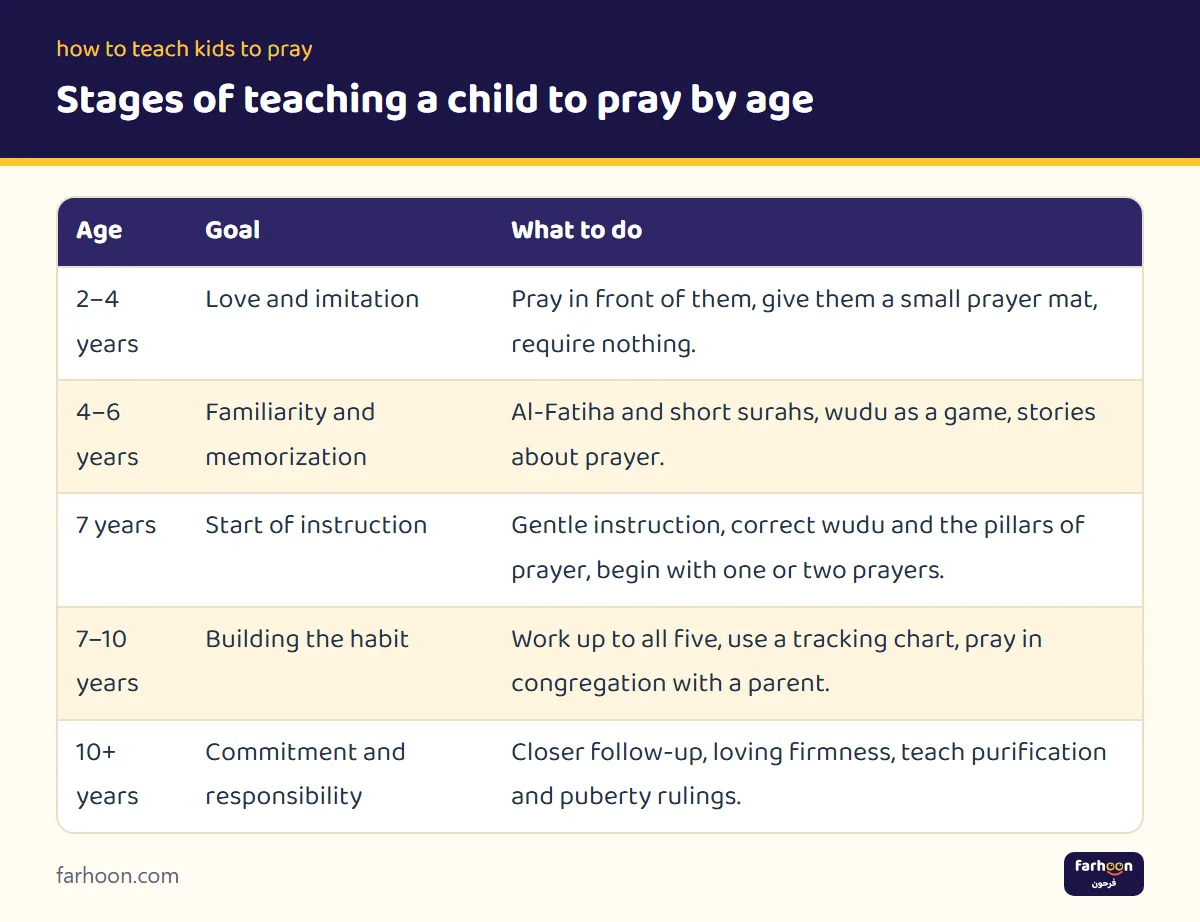 how to teach kids to pray
Stages of teaching a child to pray by age
Age Goal What to do
2–4 Love and imitation Pray in front of them, give them a small prayer mat,
years require nothing.
4–6 Familiarity and Al-Fatiha and short surahs, wudu as a game, stories
years memorization about prayer.
7 years Start of instruction Gentle instruction, correct wudu and the pillars of
prayer, begin with one or two prayers.
7–10 Building the habit Work up to all five, use a tracking chart, pray in
years congregation with a parent.
10+ Commitment and Closer follow-up, loving firmness, teach purification
years responsibility and puberty rulings.
farhoon.com
farhoon
فرحون